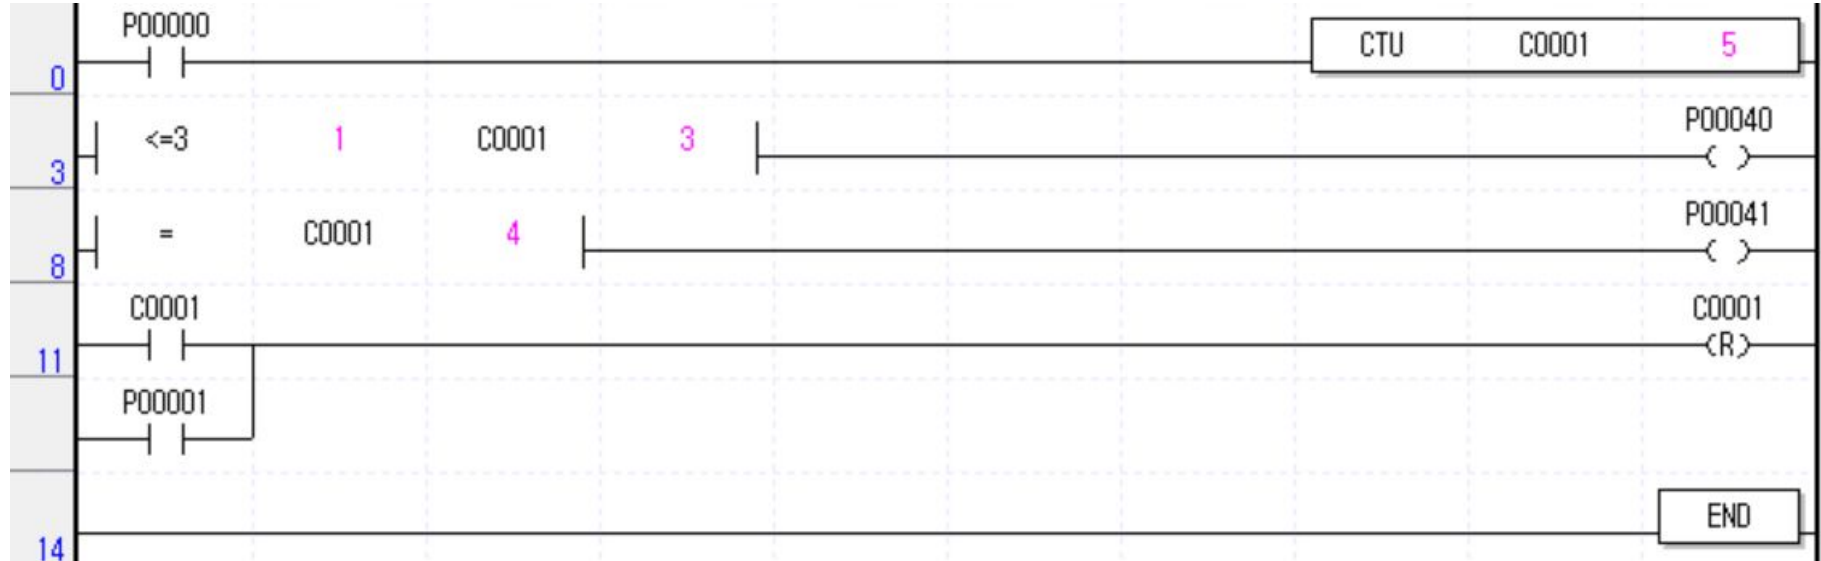 P00000
CTU C0001 5
0
P00040
<=3 1 C0001 3
( )
3
P00041
= C0001 4
( )
8
C0001 C0001
(R)
11
P00001
END
14